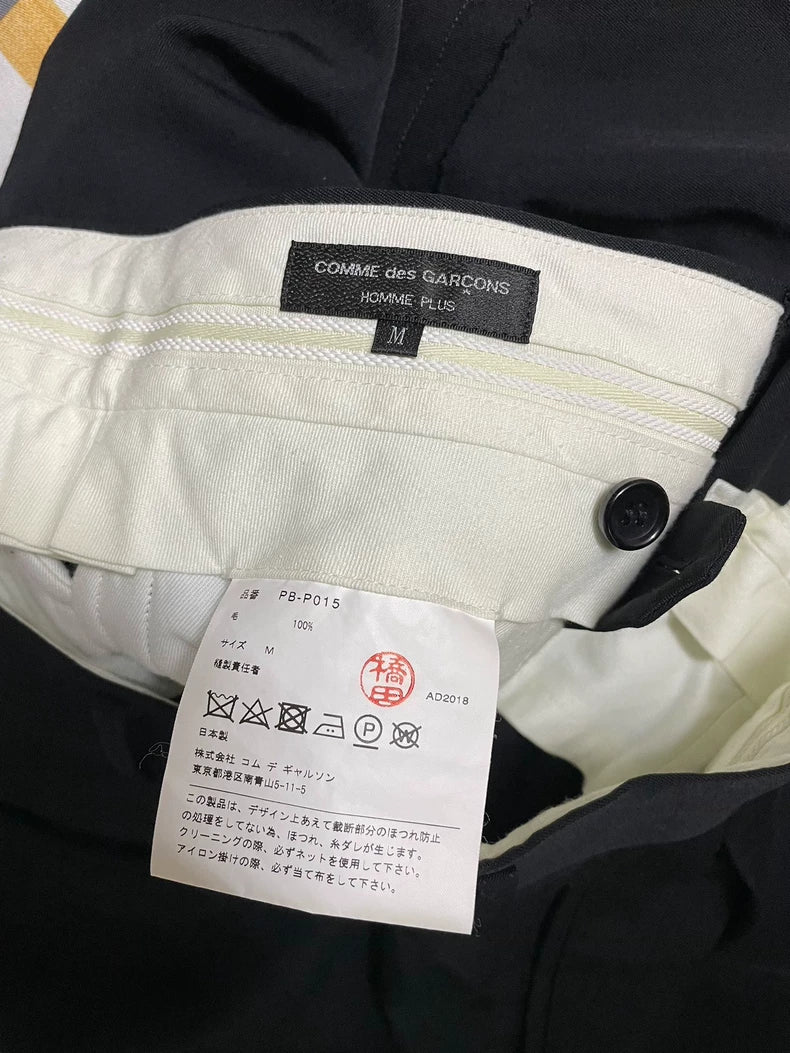 COMME des GARÇONS
HOMME PLUS
M
品番 PB-P015
毛 100%
サイズ M
縫製責任者
橋田
AD2018
P
W
日本製
株式会社 コム デ ギャルソン
東京都港区南青山5-11-5
この製品は、デザイン上あえて裁断部分のほつれ防止
の処理をしてない為、ほつれ、糸ダレが生じます。
クリーニングの際、必ずネットを使用して下さい。
アイロン掛けの際、必ず当て布をして下さい。